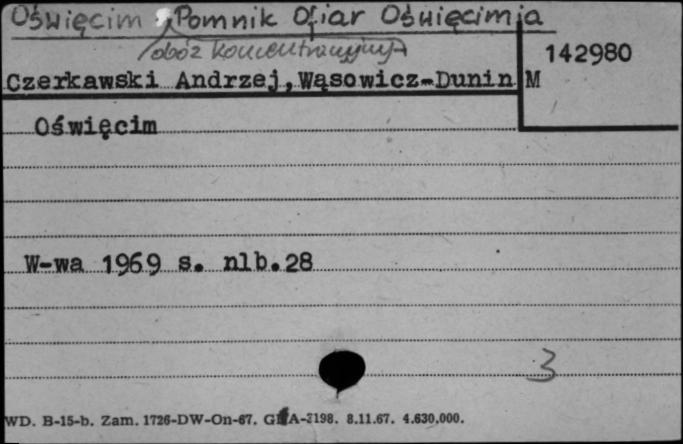 Oświęcim, Pomnik Ofiar Oświęcimia
/obóz koncentracyjny/
142980
Czerkawski Andrzej, Wąsowicz-Dunin M
Oświęcim
W-wa 1969 s. nlb.28
3
WD. B-15-b. Zam. 1726-DW-On-67. A-3198. 8.11.67. 4.630.000.